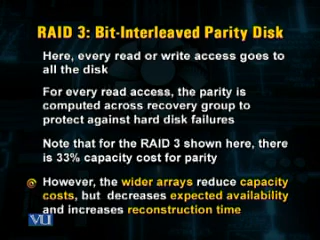 RAID 3: Bit-Interleaved Parity Disk
Here, every read or write access goes to
all the disk
For every read access, the parity is
computed across recovery group to
protect against hard disk failures
Note that for the RAID 3 shown here, there
is 33% capacity cost for parity
However, the wider arrays reduce capacity
costs, but decreases expected availability
and increases reconstruction time
VU